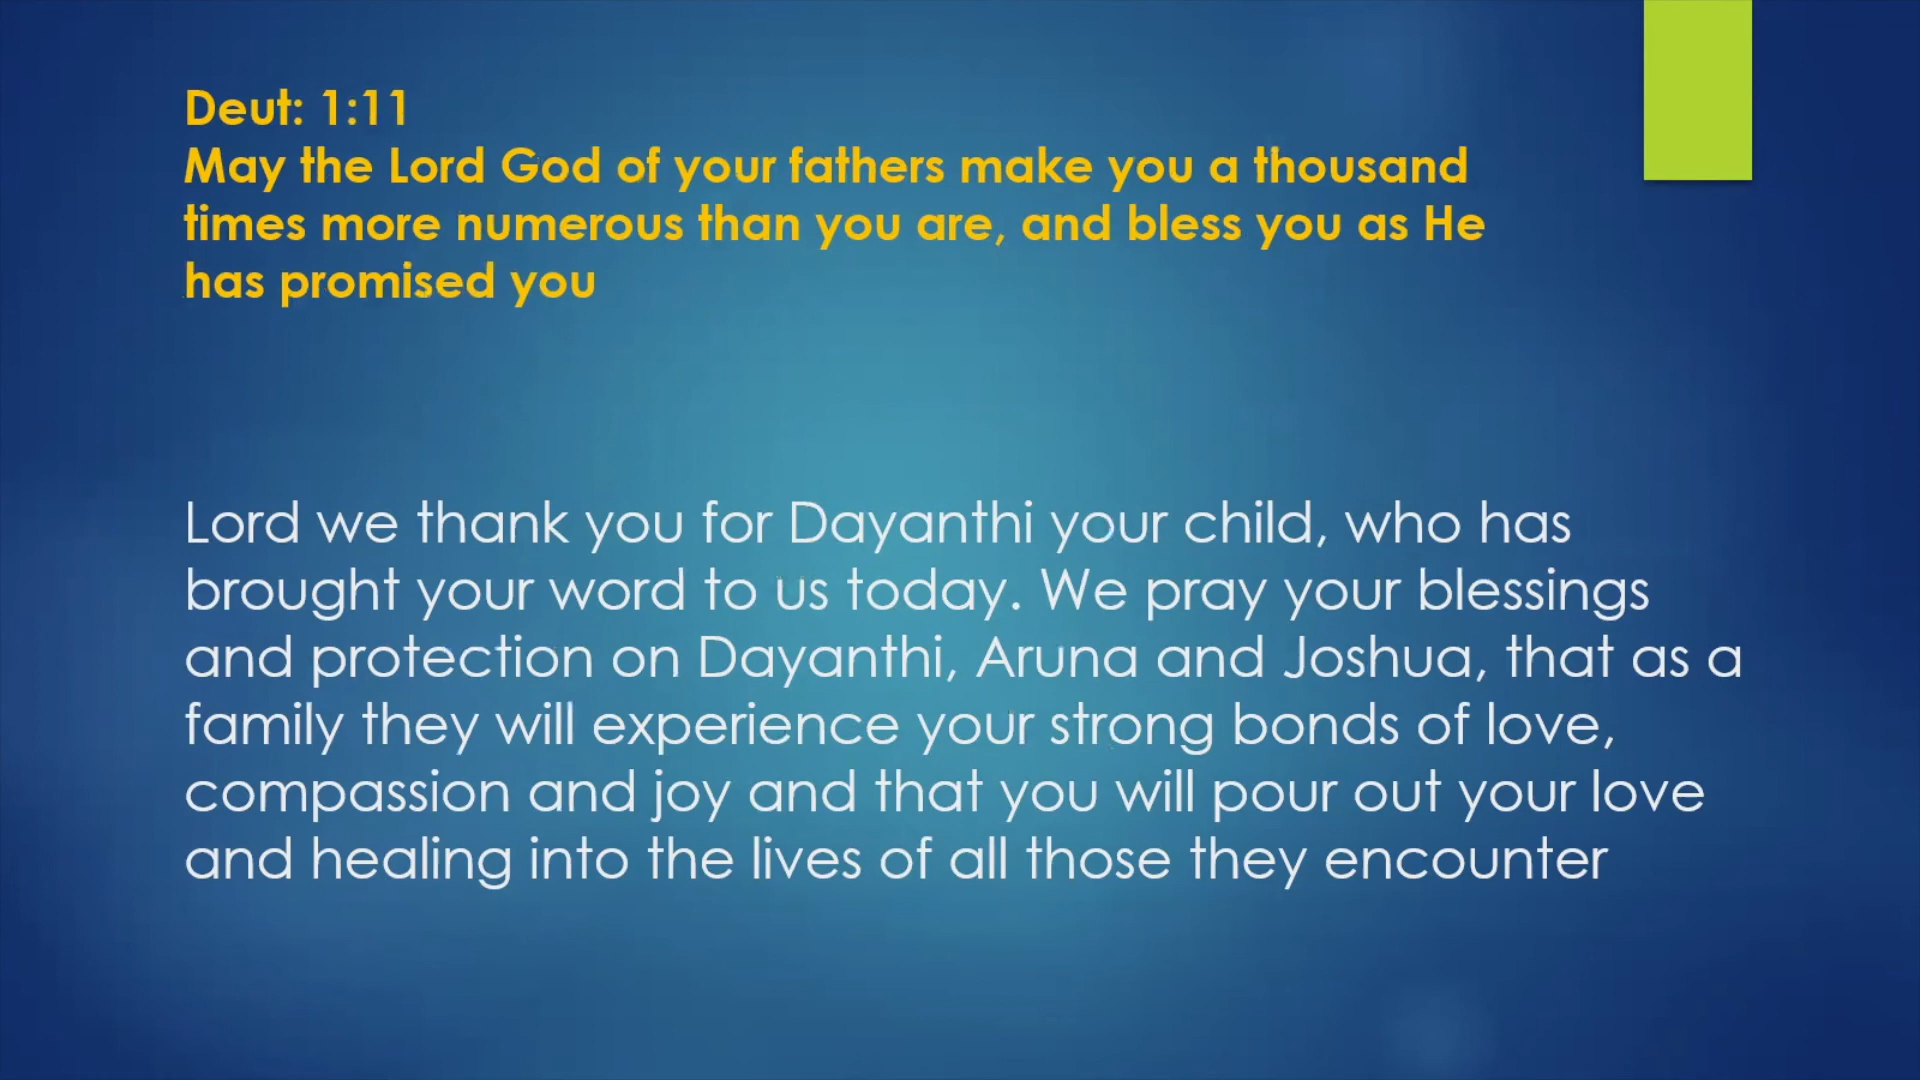 Deut: 1:11
May the Lord God of your fathers make you a thousand
times more numerous than you are, and bless you as He
has promised you
Lord we thank you for Dayanthi your child, who has
brought your word to us today. We pray your blessings
and protection on Dayanthi, Aruna and Joshua, that as a
family they will experience your strong bonds of love,
compassion and joy and that you will pour out your love
and healing into the lives of all those they encounter